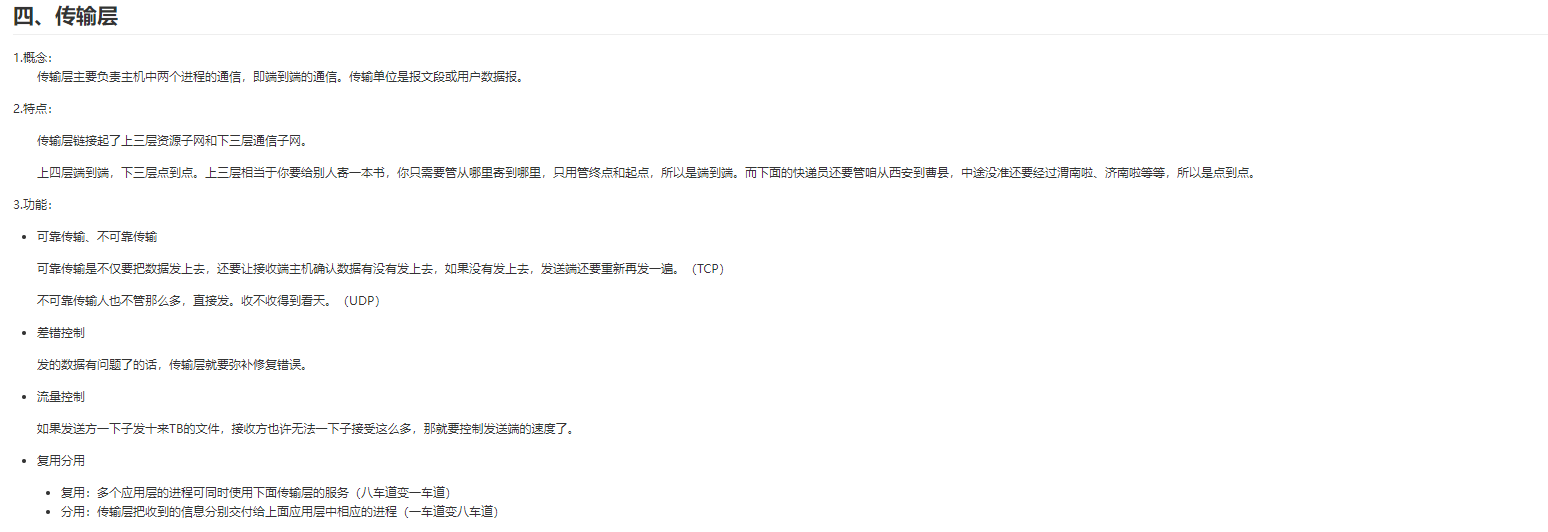 四、传输层
1.概念：
传输层主要负责主机中两个进程的通信，即端到端的通信。传输单位是报文段或用户数据报。
2.特点：
传输层链接起了上三层资源子网和下三层通信子网。
上四层端到端，下三层点到点。上三层相当于你要给别人寄一本书，你只需要管从哪里寄到哪里，只用管终点和起点，所以是端到端。而下面的快递员还要管咱从西安到曹县，中途没准还要经过渭南啦、济南啦等等，所以是点到点。
3.功能：
• 可靠传输、不可靠传输
可靠传输是不仅要把数据发上去，还要让接收端主机确认数据有没有发上去，如果没有发上去，发送端还要重新再发一遍。（TCP）
不可靠传输人也不管那么多，直接发。收不收得到看天。（UDP）
• 差错控制
发的数据有问题了的话，传输层就要弥补修复错误。
• 流量控制
如果发送方一下子发十来TB的文件，接收方也许无法一下子接受这么多，那就要控制发送端的速度了。
• 复用分用
• 复用：多个应用层的进程可同时使用下面传输层的服务（八车道变一车道）
• 分用：传输层把收到的信息分别交付给上面应用层中相应的进程（一车道变八车道）